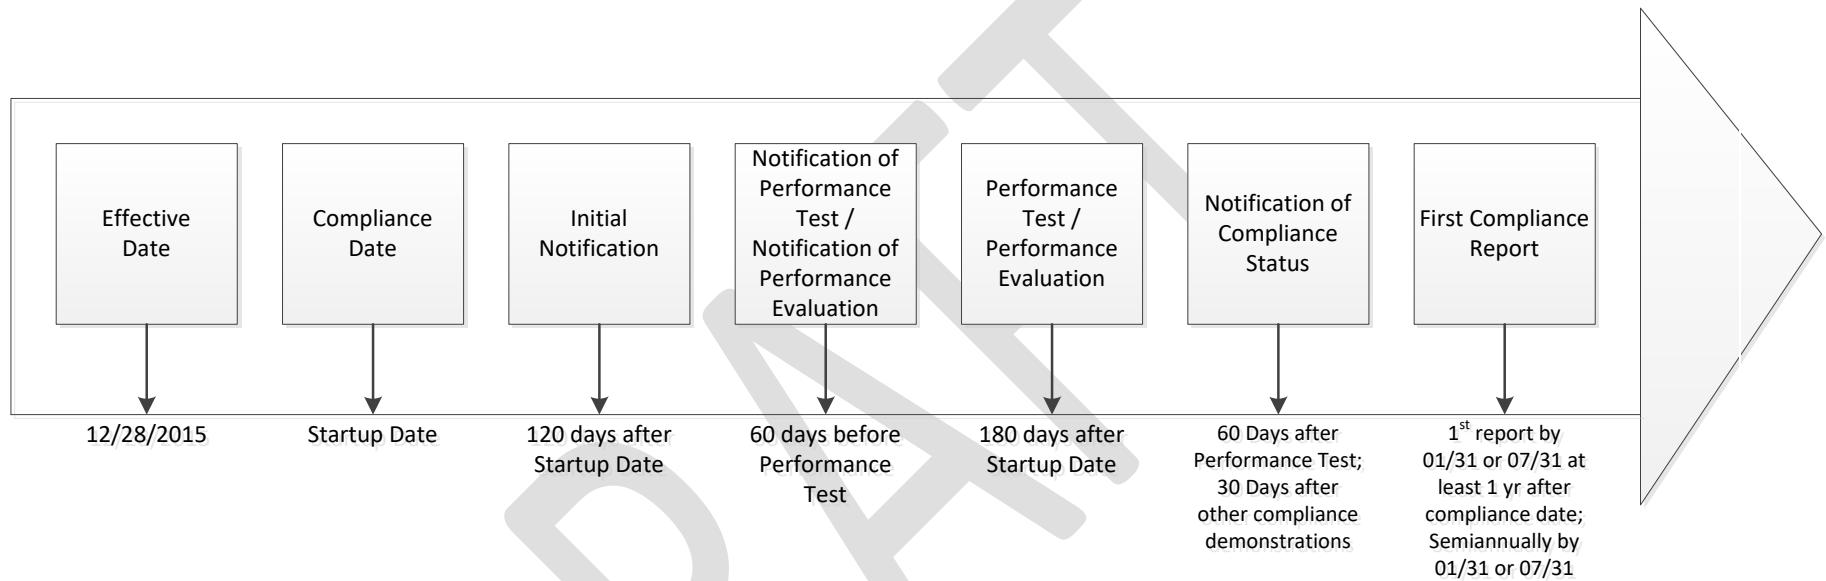 Effective
Date
Compliance
Date
Initial
Notification
Notification of
Performance
Test /
Notification of
Performance
Evaluation
Performance
Test /
Performance
Evaluation
Notification of
Compliance
Status
First Compliance
Report
12/28/2015
Startup Date
120 days after
Startup Date
60 days before
Performance
Test
180 days after
Startup Date
60 Days after
Performance Test;
30 Days after
other compliance
demonstrations
1st report by
01/31 or 07/31 at
least 1 yr after
compliance date;
Semiannually by
01/31 or 07/31
DRAFT